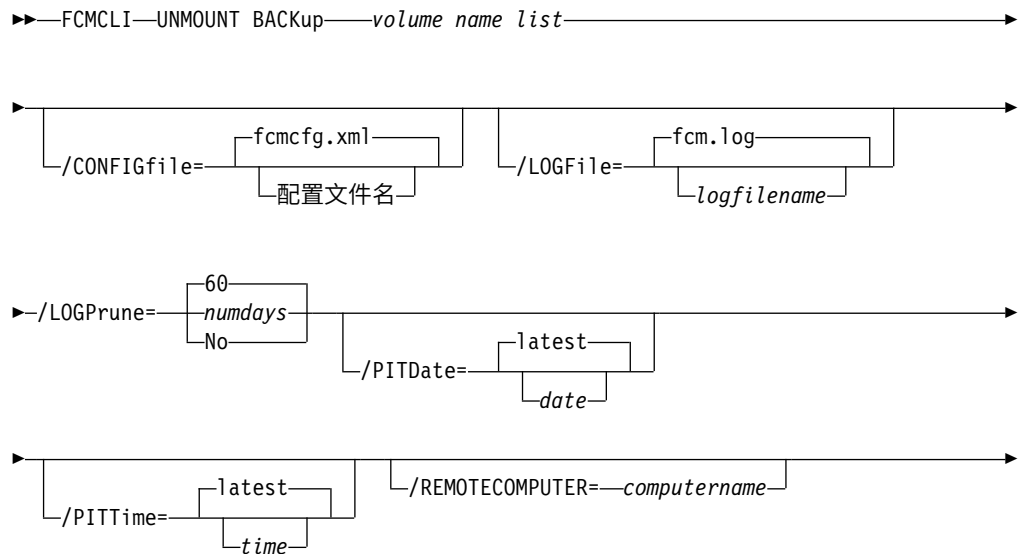 FCMCLI UNMOUNT BACKup volume name list
/CONFIGfile= fcmcfg.xml 配置文件名 /LOGFile= fcm.log logfilename
/LOGPrune= 60 numdays No /PITDate= latest date
/PITTime= latest time /REMOTECOMPUTER= computername